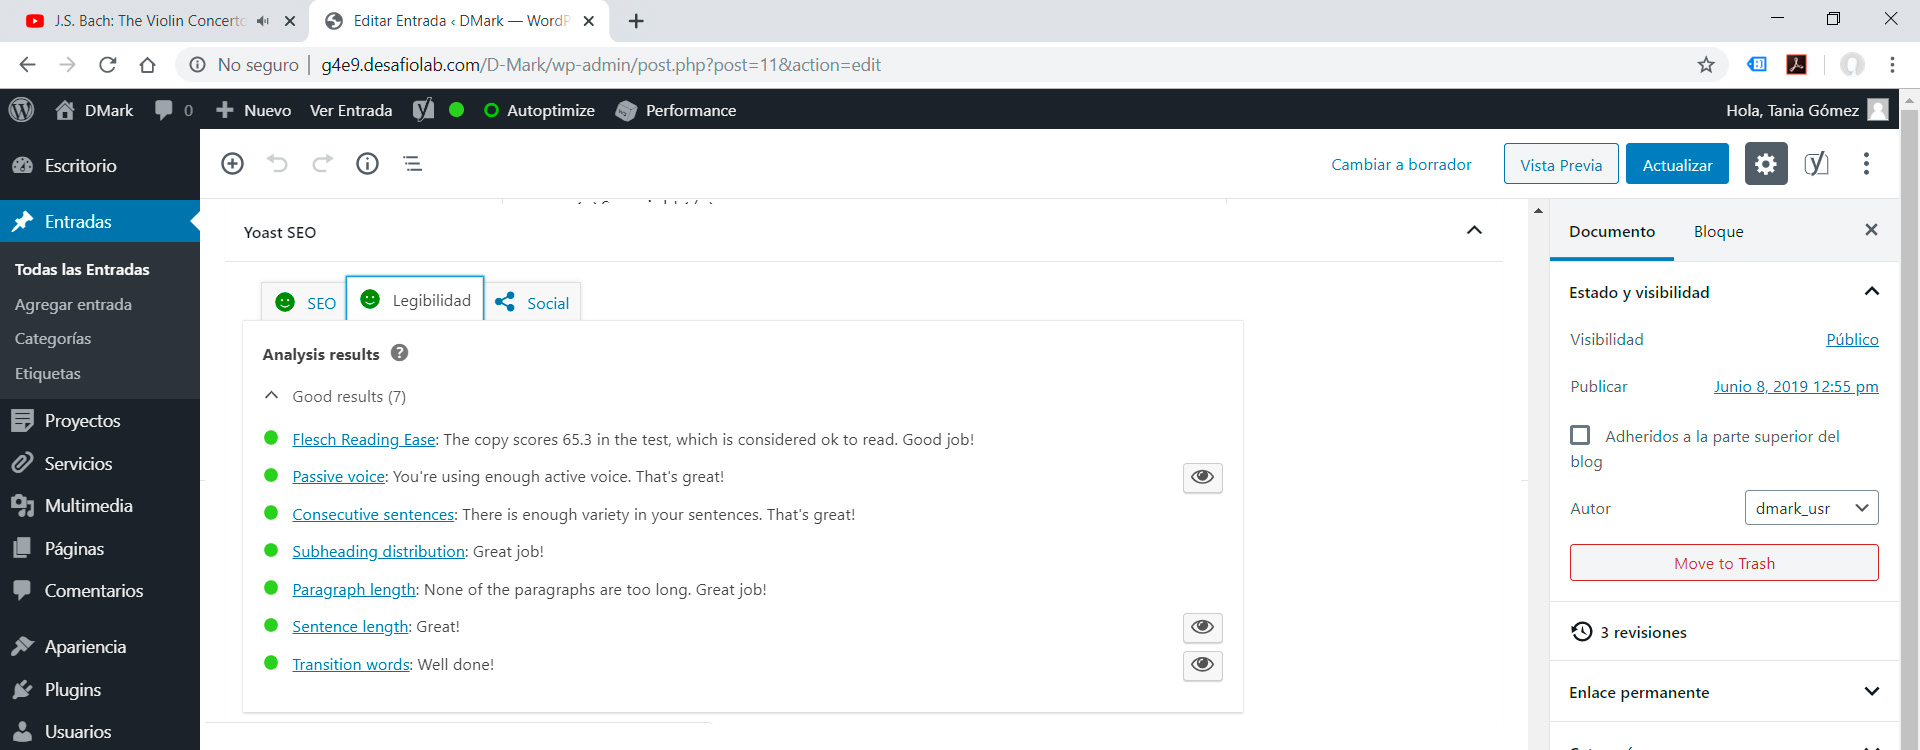 J.S. Bach: The Violin Concerto
Editar Entrada ‹ DMark — WordP
No seguro | g4e9.desafiolab.com/D-Mark/wp-admin/post.php?post=11&action=edit
DMark 0 Nuevo Ver Entrada Autoptimize Performance Hola, Tania Gómez
Escritorio
Entradas
Todas las Entradas
Agregar entrada
Categorías
Etiquetas
Proyectos
Servicios
Multimedia
Páginas
Comentarios
Apariencia
Plugins
Usuarios
Cambiar a borrador Vista Previa Actualizar
Yoast SEO
SEO Legibilidad Social
Analysis results
Good results (7)
Flesch Reading Ease: The copy scores 65.3 in the test, which is considered ok to read. Good job!
Passive voice: You're using enough active voice. That's great!
Consecutive sentences: There is enough variety in your sentences. That's great!
Subheading distribution: Great job!
Paragraph length: None of the paragraphs are too long. Great job!
Sentence length: Great!
Transition words: Well done!
Documento Bloque
Estado y visibilidad
Visibilidad Público
Publicar Junio 8, 2019 12:55 pm
Adheridos a la parte superior del
blog
Autor dmark_usr
Move to Trash
3 revisiones
Enlace permanente